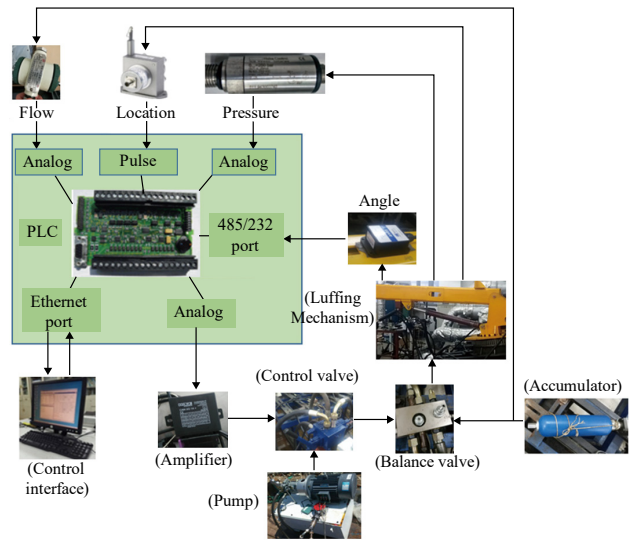 Flow
Location
Pressure
Analog
Pulse
Analog
Angle
PLC
485/232
port
(Luffing
Mechanism)
Ethernet
port
Analog
(Control valve)
(Accumulator)
(Amplifier)
(Balance valve)
(Control
interface)
(Pump)